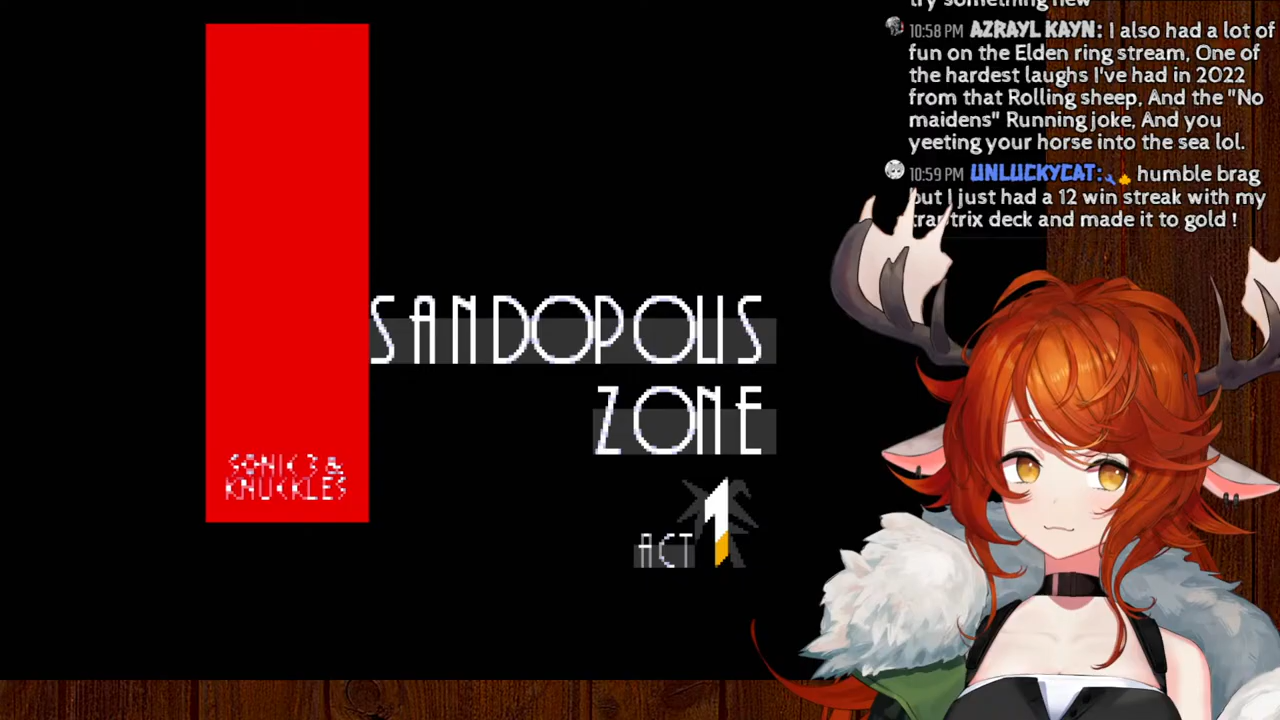 SONIC 3 &
KNUCKLES
SANDOPOLIS
ZONE
ACT 1
try something new
10:58 PM AZRAYL KAYN: I also had a lot of
fun on the Elden ring stream, One of
the hardest laughs I've had in 2022
from that Rolling sheep, And the "No
maidens" Running joke, And you
yeeting your horse into the sea lol.
10:59 PM UNLUCKYCAT: humble brag
but I just had a 12 win streak with my
traptrix deck and made it to gold !